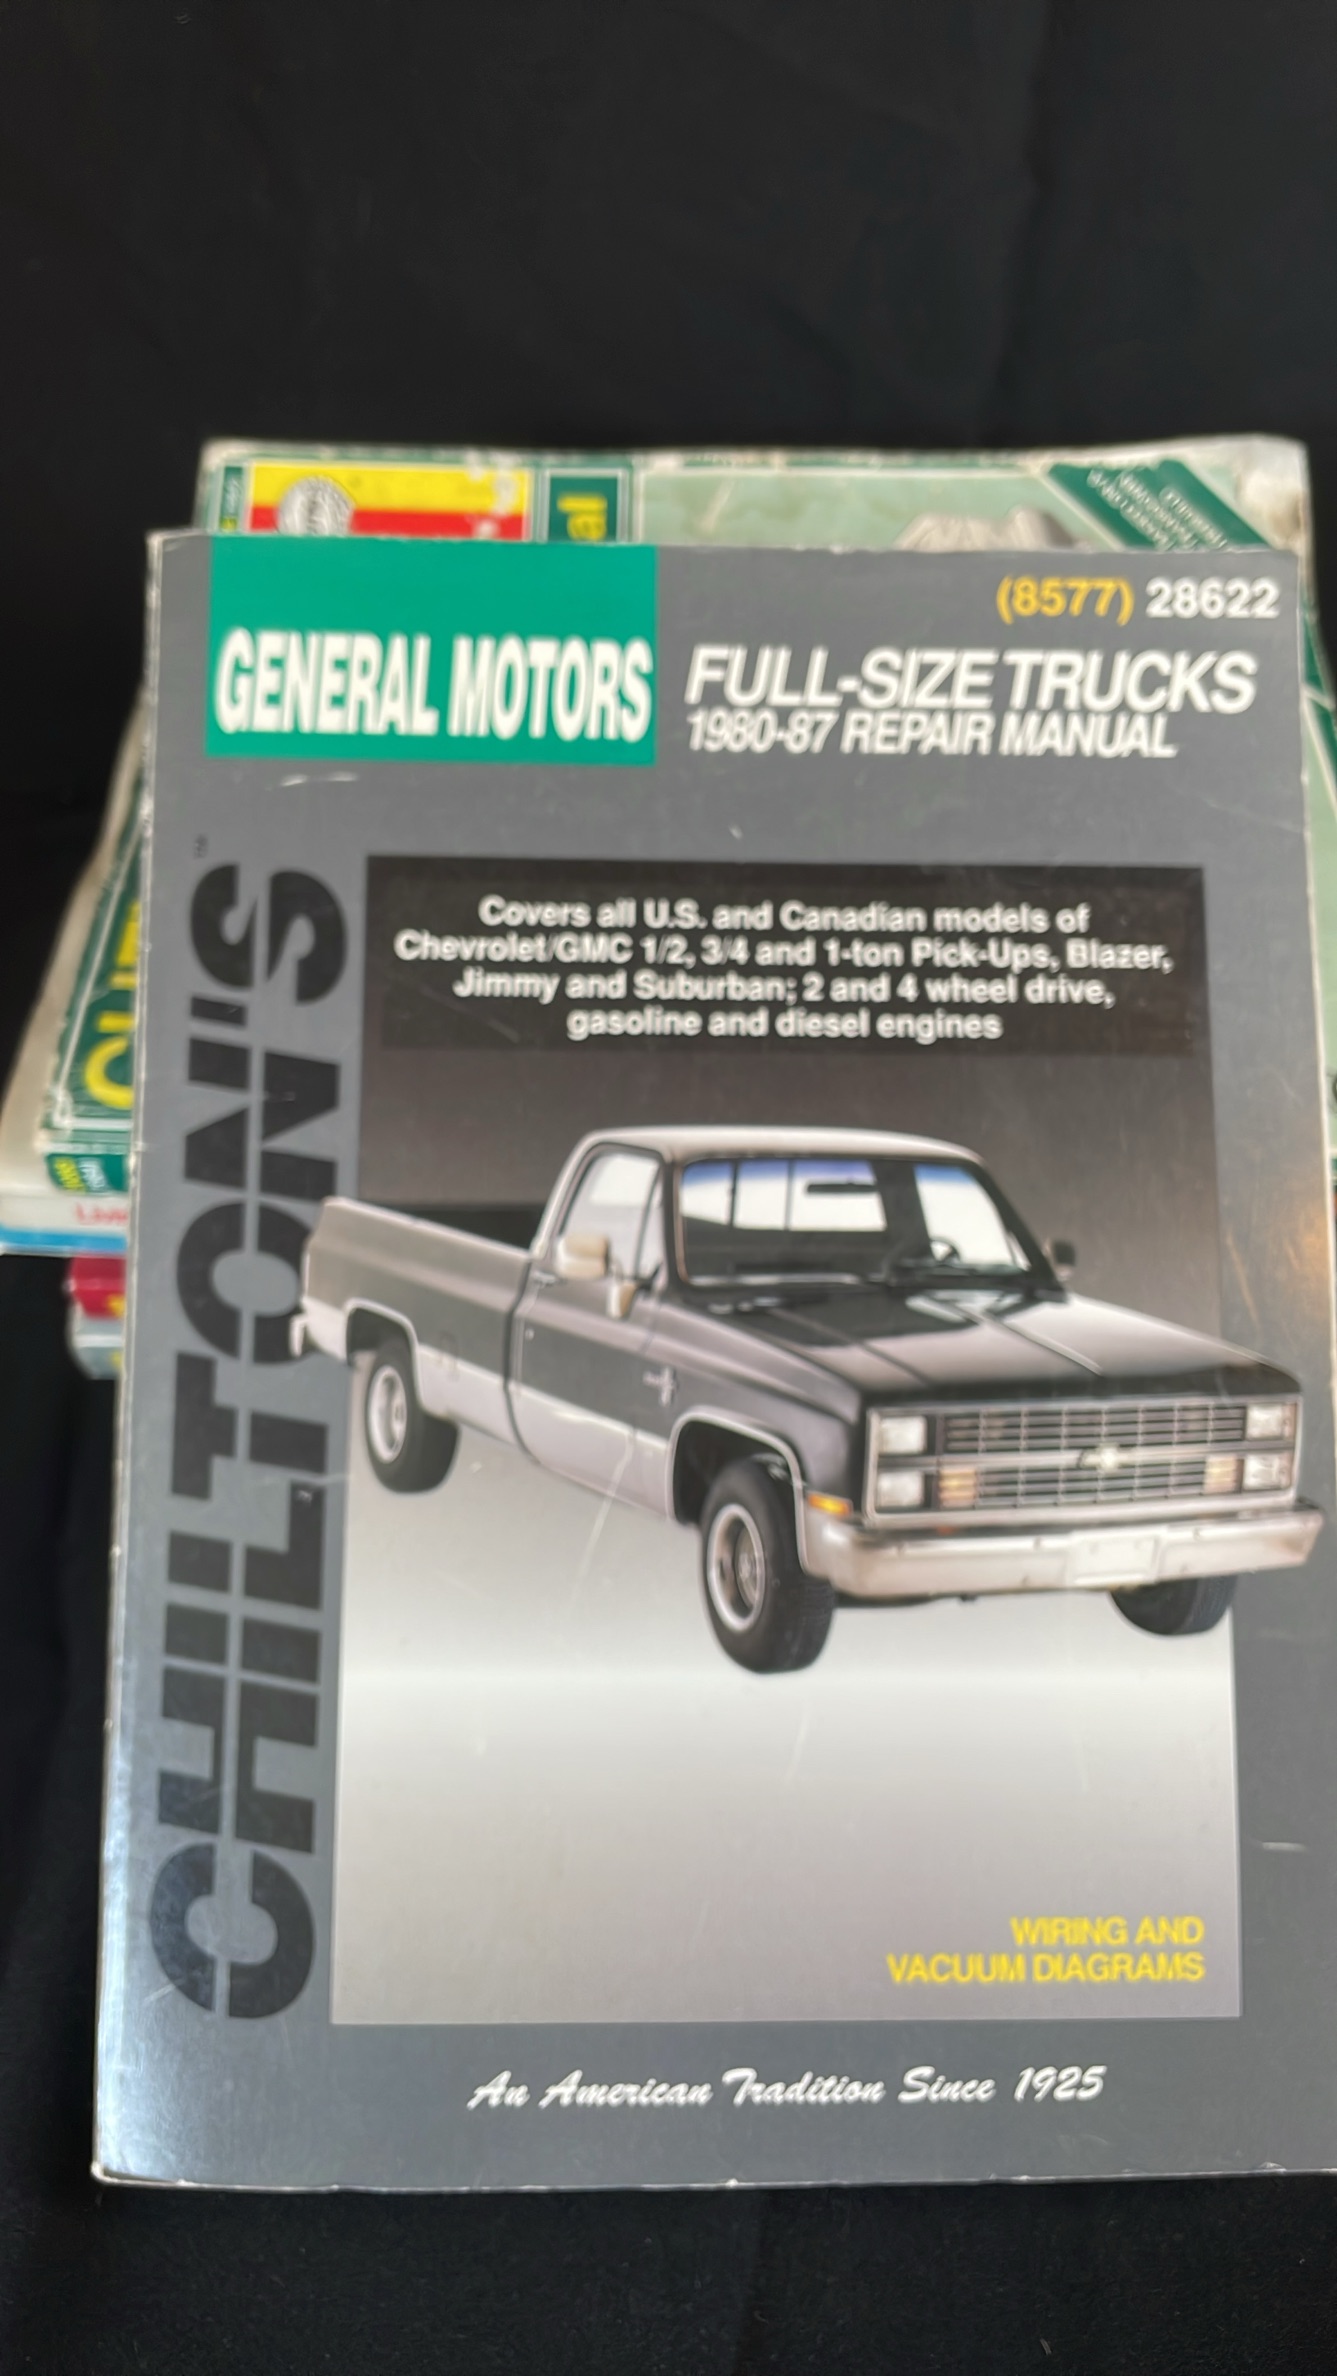 al
(8577) 28622
GENERAL MOTORS
FULL-SIZE TRUCKS
1980-87 REPAIR MANUAL
CHILTON'S
Covers all U.S. and Canadian models of
Chevrolet/GMC 1/2, 3/4 and 1-ton Pick-Ups, Blazer,
Jimmy and Suburban; 2 and 4 wheel drive,
gasoline and diesel engines
WIRING AND
VACUUM DIAGRAMS
An American Tradition Since 1925